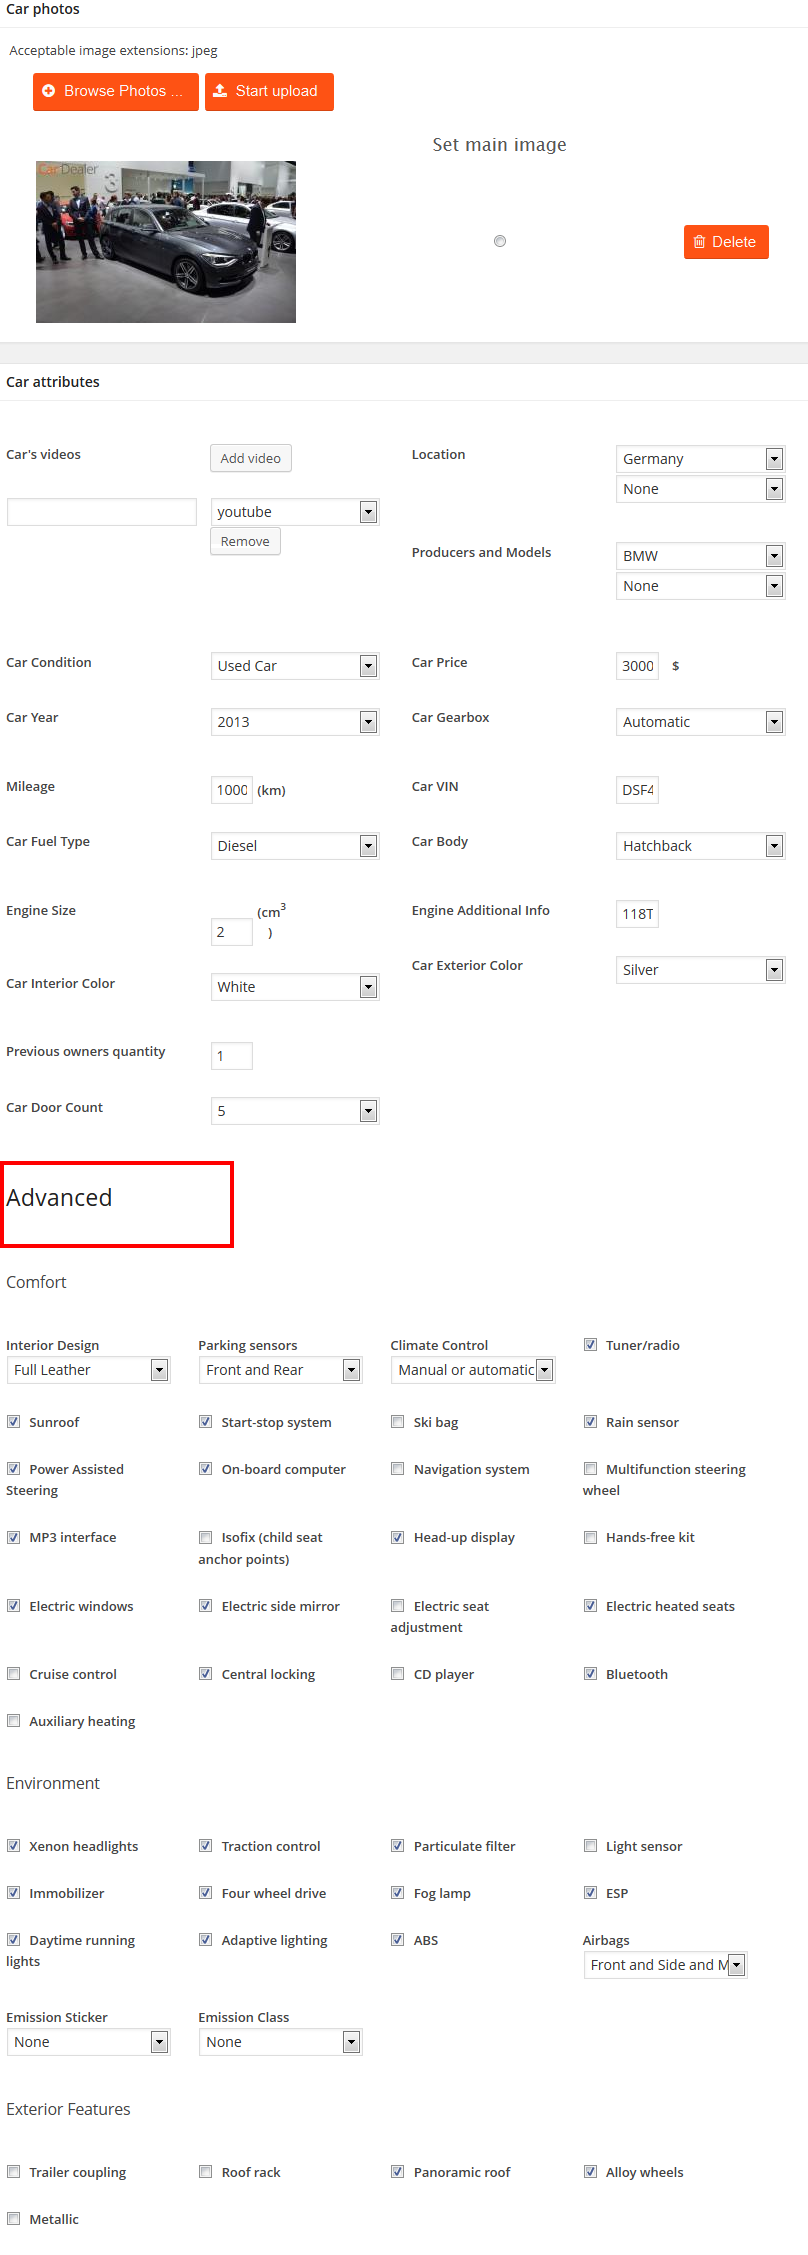 Car photos
Acceptable image extensions: jpeg
Browse Photos ...
Start upload
Set main image
Car Dealer
3
Delete
Car attributes
Car's videos
Add video
Location
Germany
None
youtube
Remove
Producers and Models
BMW
None
Car Condition
Used Car
Car Price
3000
$
Car Year
2013
Car Gearbox
Automatic
Mileage
1000
(km)
Car VIN
DSF4
Car Fuel Type
Diesel
Car Body
Hatchback
Engine Size
2
(cm3
)
Engine Additional Info
118T
Car Interior Color
White
Car Exterior Color
Silver
Previous owners quantity
1
Car Door Count
5
Advanced
Comfort
Interior Design
Full Leather
Parking sensors
Front and Rear
Climate Control
Manual or automatic
Tuner/radio
Sunroof
Start-stop system
Ski bag
Rain sensor
Power Assisted
Steering
On-board computer
Navigation system
Multifunction steering
wheel
MP3 interface
Isofix (child seat
anchor points)
Head-up display
Hands-free kit
Electric windows
Electric side mirror
Electric seat
adjustment
Electric heated seats
Cruise control
Central locking
CD player
Bluetooth
Auxiliary heating
Environment
Xenon headlights
Traction control
Particulate filter
Light sensor
Immobilizer
Four wheel drive
Fog lamp
ESP
Daytime running
lights
Adaptive lighting
ABS
Airbags
Front and Side and M
Emission Sticker
None
Emission Class
None
Exterior Features
Trailer coupling
Roof rack
Panoramic roof
Alloy wheels
Metallic